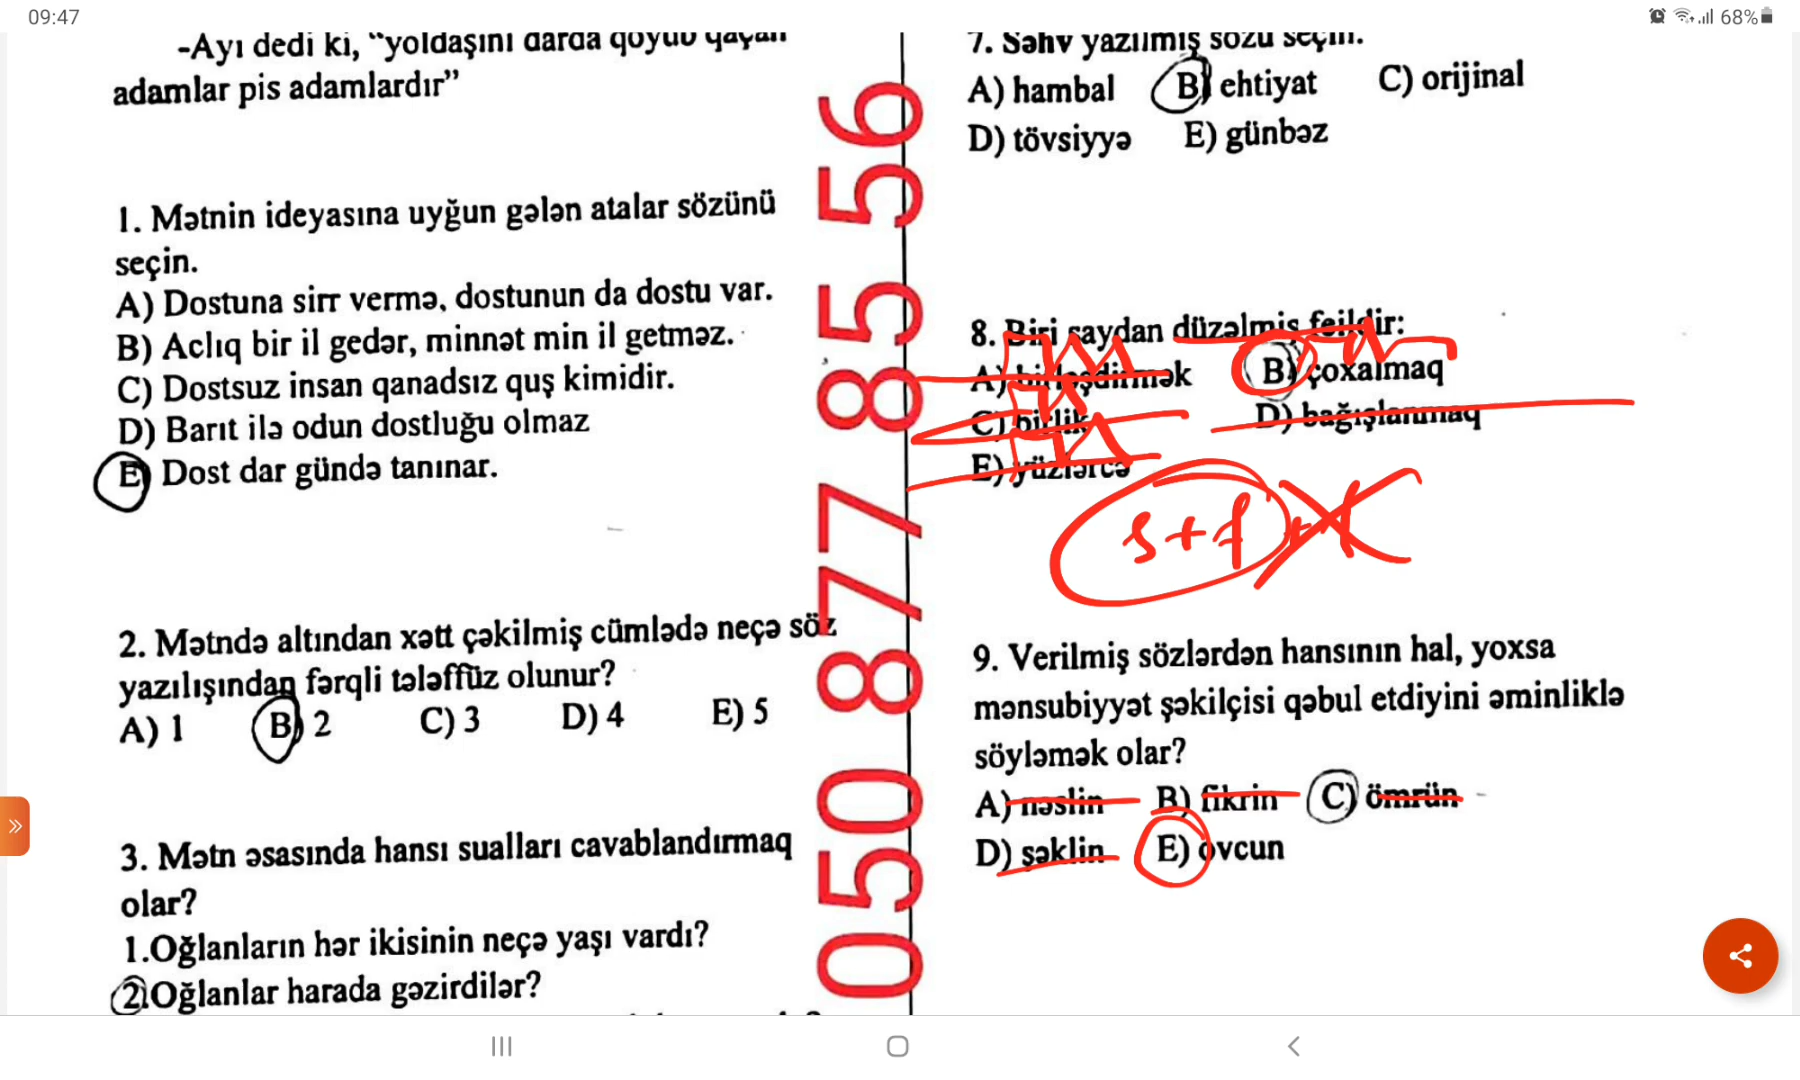 09:47
68%
-Ayı dedi ki, "yoldaşını darda qoyub qaçan
adamlar pis adamlardır"
1. Mətnin ideyasına uyğun gələn atalar sözünü
seçin.
A) Dostuna sirr vermə, dostunun da dostu var.
B) Aclıq bir il gedər, minnət min il getməz.
C) Dostsuz insan qanadsız quş kimidir.
D) Barıt ilə odun dostluğu olmaz
E) Dost dar gündə tanınar.
2. Mətndə altından xətt çəkilmiş cümlədə neçə söz
yazılışından fərqli tələffüz olunur?
A) 1 B) 2 C) 3 D) 4 E) 5
3. Mətn əsasında hansı sualları cavablandırmaq
olar?
1.Oğlanların hər ikisinin neçə yaşı vardı?
2.Oğlanlar harada gəzirdilər?
050 877 85 56
7. Səhv yazılmış sözü seçin.
A) hambal B) ehtiyat C) orijinal
D) tövsiyyə E) günbəz
8. Biri saydan düzəlmiş feildir:
A) birləşdirmək B) çoxalmaq
C) birlik D) bağışlanmaq
E) yüzlərcə
s+f
9. Verilmiş sözlərdən hansının hal, yoxsa
mənsubiyyət şəkilçisi qəbul etdiyini əminliklə
söyləmək olar?
A) nəslin B) fikrin C) ömrün
D) şəklin E) ovcun